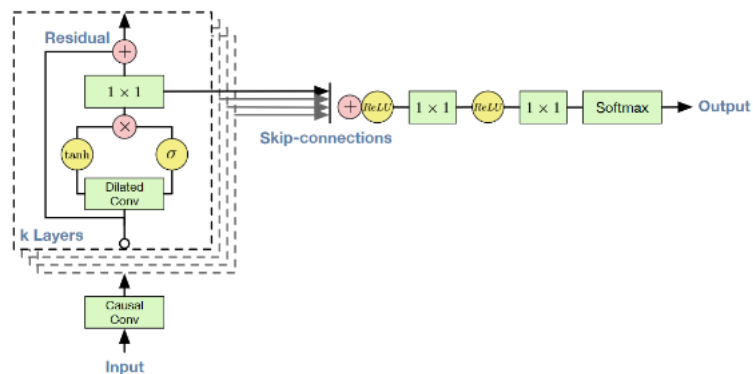 Residual
+
1 × 1
×
tanh
σ
Dilated
Conv
k Layers
Causal
Conv
Input
Skip-connections
+
ReLU
1 × 1
ReLU
1 × 1
Softmax
Output